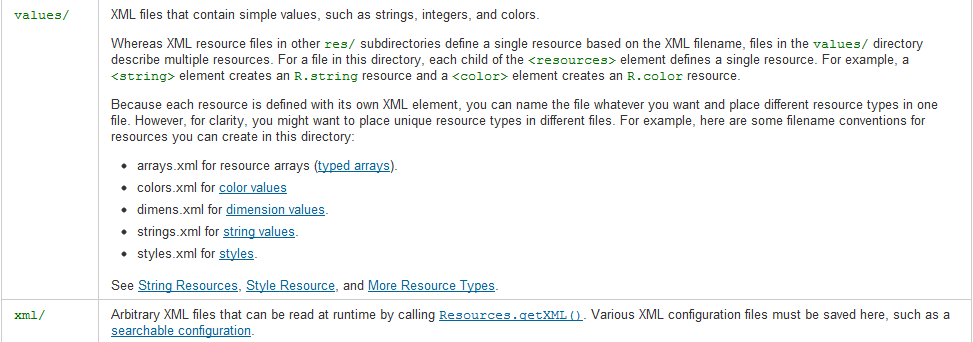 values/
XML files that contain simple values, such as strings, integers, and colors.
Whereas XML resource files in other res/ subdirectories define a single resource based on the XML filename, files in the values/ directory
describe multiple resources. For a file in this directory, each child of the <resources> element defines a single resource. For example, a
<string> element creates an R.string resource and a <color> element creates an R.color resource.
Because each resource is defined with its own XML element, you can name the file whatever you want and place different resource types in one
file. However, for clarity, you might want to place unique resource types in different files. For example, here are some filename conventions for
resources you can create in this directory:
• arrays.xml for resource arrays (typed arrays).
• colors.xml for color values
• dimens.xml for dimension values.
• strings.xml for string values.
• styles.xml for styles.
See String Resources, Style Resource, and More Resource Types.
xml/
Arbitrary XML files that can be read at runtime by calling Resources.getXML(). Various XML configuration files must be saved here, such as a
searchable configuration.